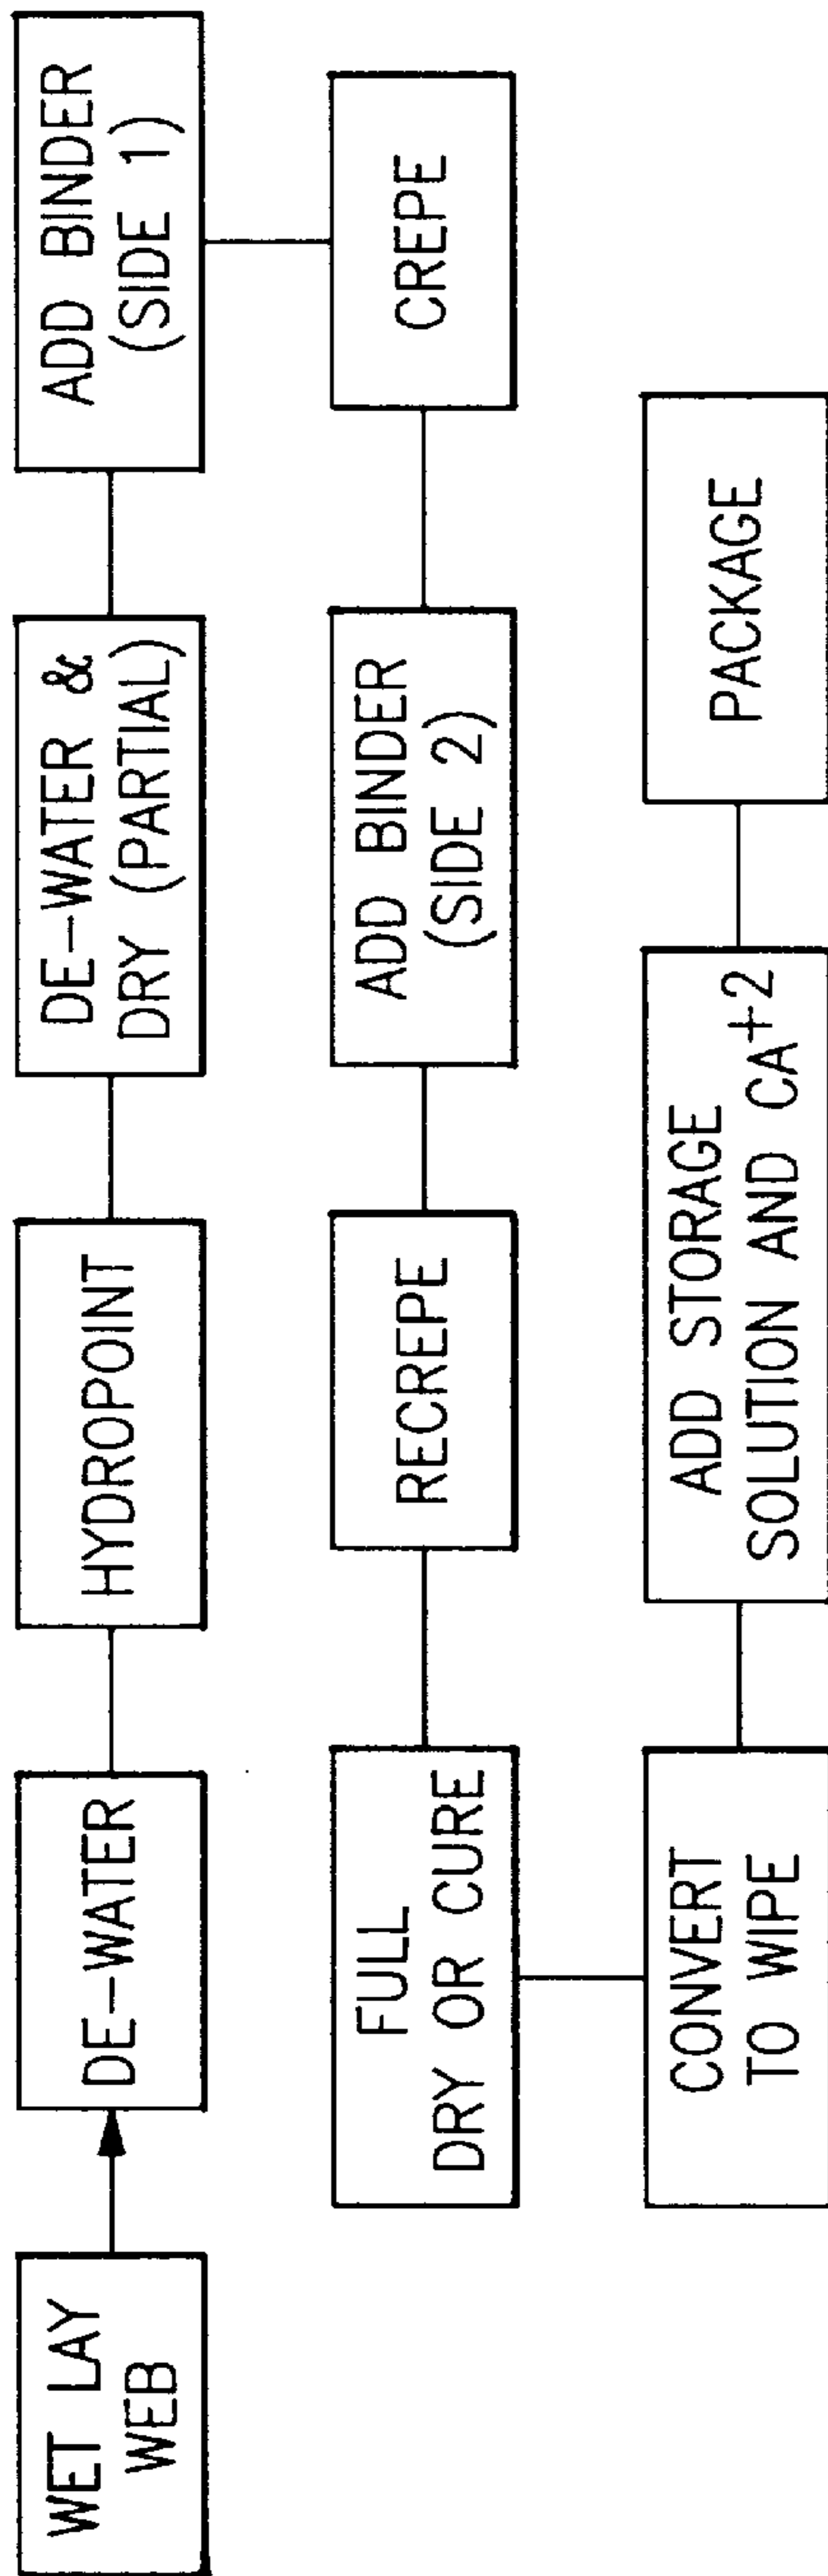 WET LAY
WEB
DE-WATER
HYDROPOINT
DE-WATER &
DRY (PARTIAL)
ADD BINDER
(SIDE 1)
CREPE
ADD BINDER
(SIDE 2)
RECREPE
FULL
DRY OR CURE
CONVERT
TO WIPE
ADD STORAGE
SOLUTION AND CA+2
PACKAGE